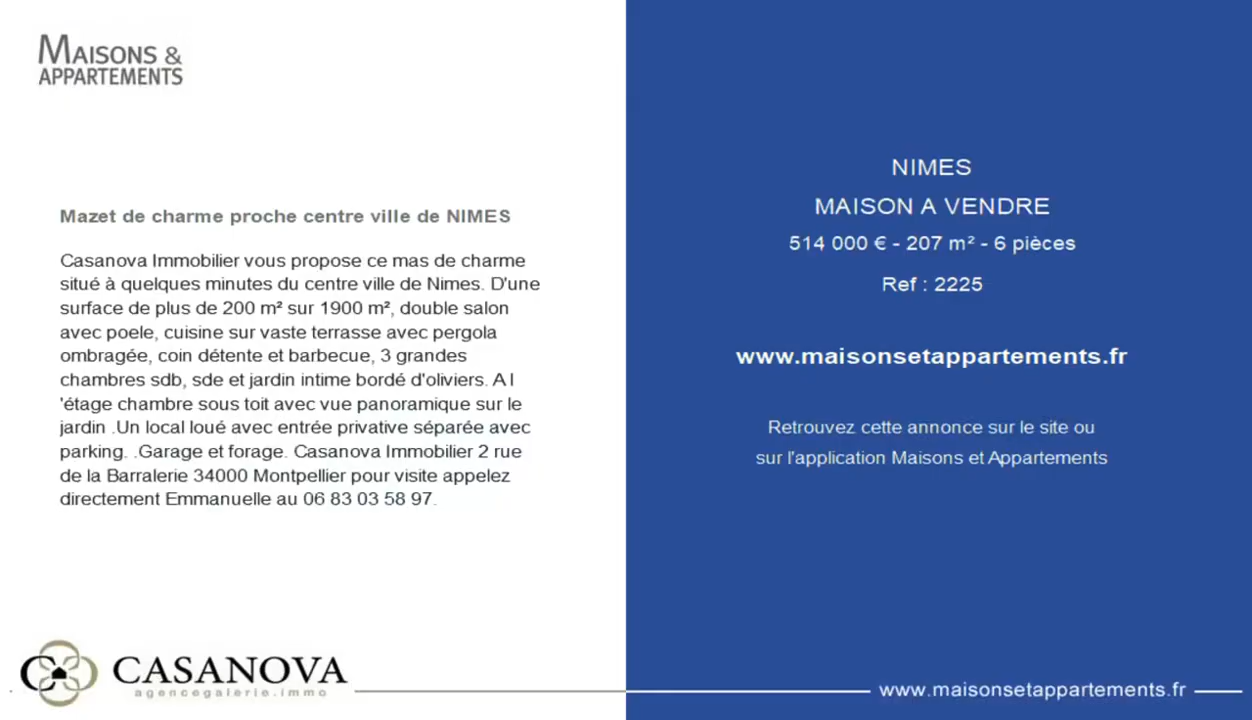 MAISONS &
APPARTEMENTS
Mazet de charme proche centre ville de NIMES
Casanova Immobilier vous propose ce mas de charme
situé à quelques minutes du centre ville de Nimes. D'une
surface de plus de 200 m² sur 1900 m², double salon
avec poele, cuisine sur vaste terrasse avec pergola
ombragée, coin détente et barbecue, 3 grandes
chambres sdb, sde et jardin intime bordé d'oliviers. A l
'étage chambre sous toit avec vue panoramique sur le
jardin .Un local loué avec entrée privative séparée avec
parking. .Garage et forage. Casanova Immobilier 2 rue
de la Barralerie 34000 Montpellier pour visite appelez
directement Emmanuelle au 06 83 03 58 97.
CASANOVA
agencegalerie.immo
NIMES
MAISON A VENDRE
514 000 € - 207 m² - 6 pièces
Ref : 2225
www.maisonsetappartements.fr
Retrouvez cette annonce sur le site ou
sur l'application Maisons et Appartements
www.maisonsetappartements.fr